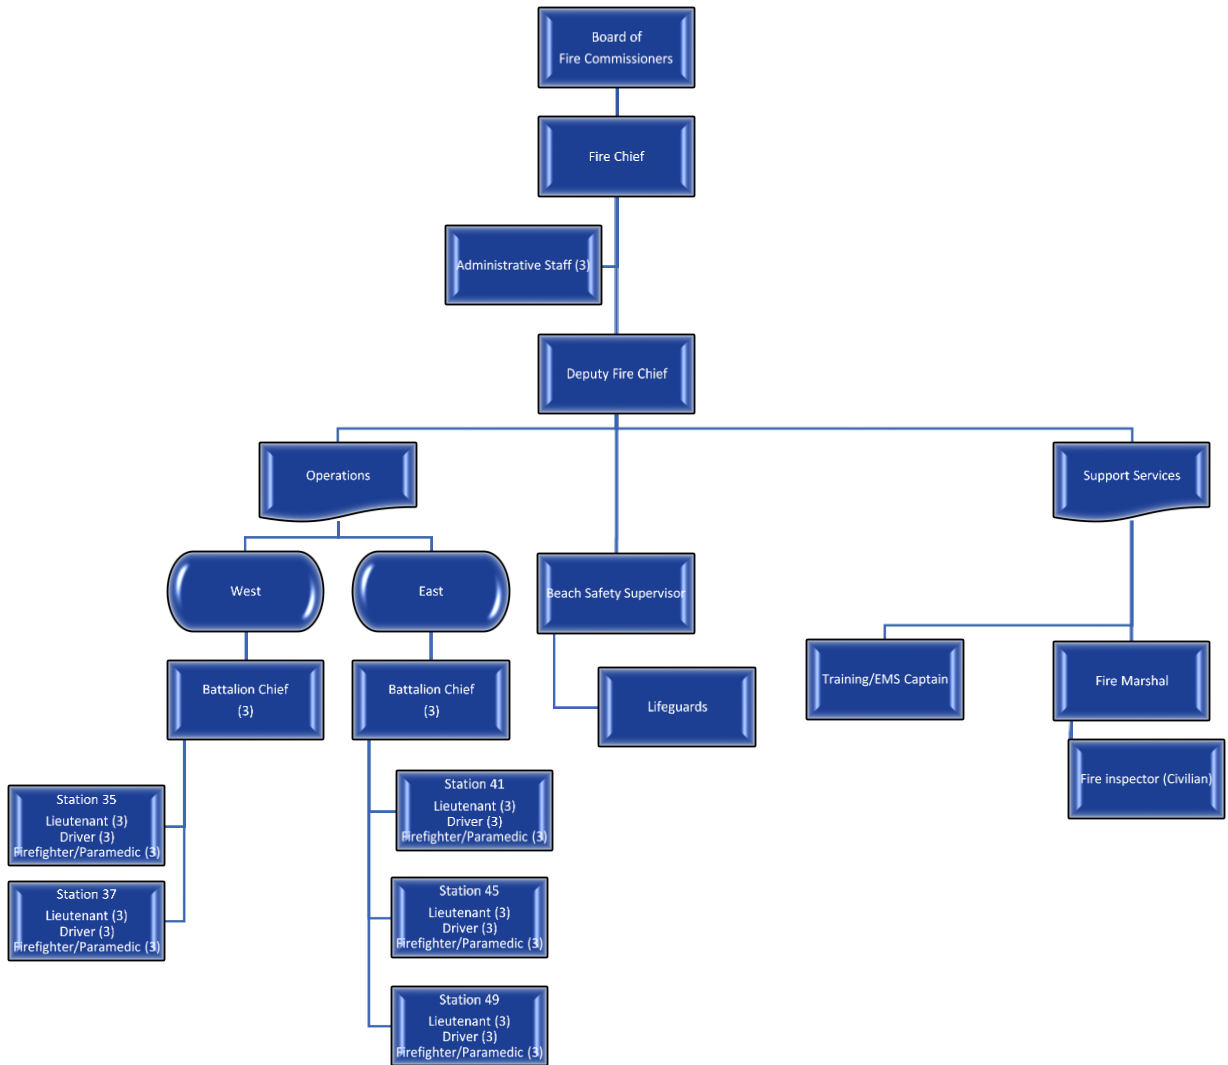 Board of
Fire Commissioners
Fire Chief
Administrative Staff (3)
Deputy Fire Chief
Operations
Support Services
West
East
Beach Safety Supervisor
Battalion Chief
(3)
Battalion Chief
(3)
Lifeguards
Training/EMS Captain
Fire Marshal
Fire inspector (Civilian)
Station 35
Lieutenant (3)
Driver (3)
Firefighter/Paramedic (3)
Station 37
Lieutenant (3)
Driver (3)
Firefighter/Paramedic (3)
Station 41
Lieutenant (3)
Driver (3)
Firefighter/Paramedic (3)
Station 45
Lieutenant (3)
Driver (3)
Firefighter/Paramedic (3)
Station 49
Lieutenant (3)
Driver (3)
Firefighter/Paramedic (3)